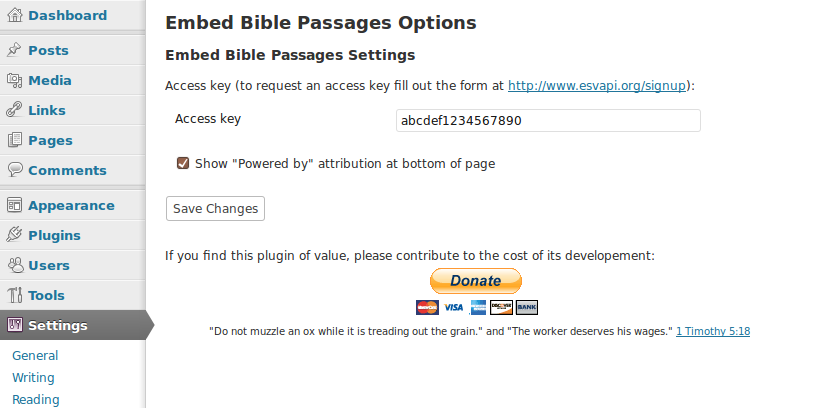 Dashboard
Posts
Media
Links
Pages
Comments
Appearance
Plugins
Users
Tools
Settings
General
Writing
Reading
Embed Bible Passages Options
Embed Bible Passages Settings
Access key (to request an access key fill out the form at http://www.esvapi.org/signup):
Access key
abcdef1234567890
Show "Powered by" attribution at bottom of page
Save Changes
If you find this plugin of value, please contribute to the cost of its developement:
Donate
MasterCard VISA AMEX DISCOVER BANK
"Do not muzzle an ox while it is treading out the grain." and "The worker deserves his wages." 1 Timothy 5:18